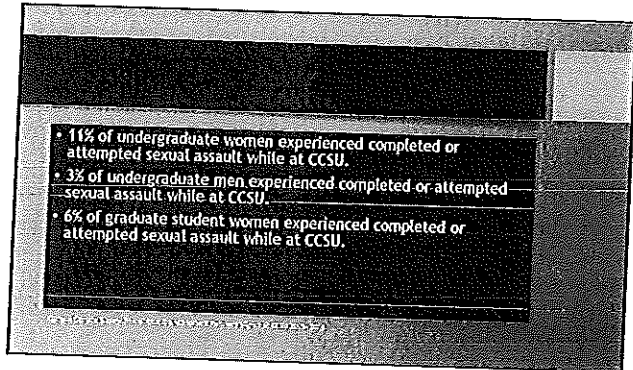 • 11% of undergraduate women experienced completed or
attempted sexual assault while at CCSU.
• 3% of undergraduate men experienced completed or attempted
sexual assault while at CCSU.
• 6% of graduate student women experienced completed or
attempted sexual assault while at CCSU.